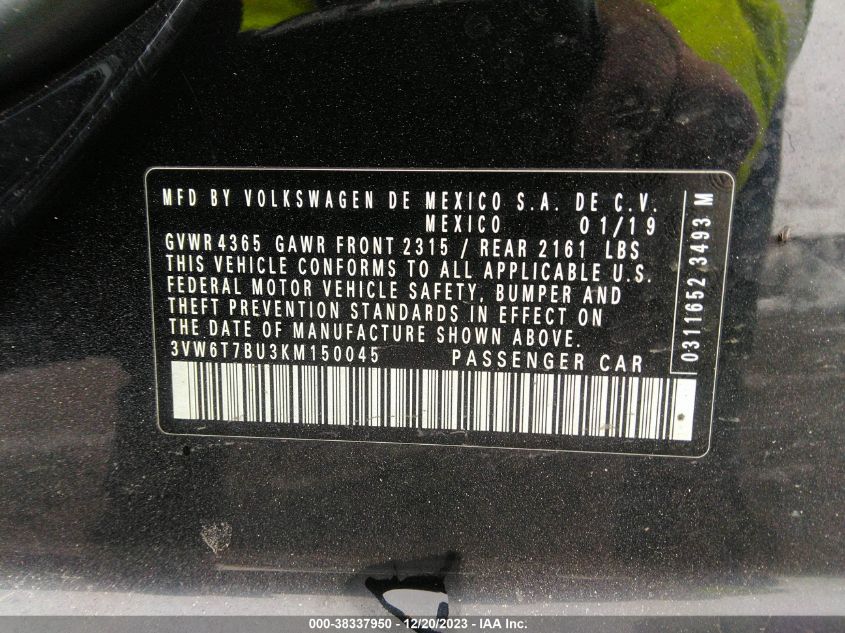 MFD BY VOLKSWAGEN DE MEXICO S.A. DE C.V.
MEXICO 01/19
GVWR 4365 GAWR FRONT 2315 / REAR 2161 LBS
THIS VEHICLE CONFORMS TO ALL APPLICABLE U.S.
FEDERAL MOTOR VEHICLE SAFETY, BUMPER AND
THEFT PREVENTION STANDARDS IN EFFECT ON
THE DATE OF MANUFACTURE SHOWN ABOVE.
3VW6T7BU3KM150045 PASSENGER CAR
0311652 3493 M
000-38337950 - 12/20/2023 - IAA Inc.